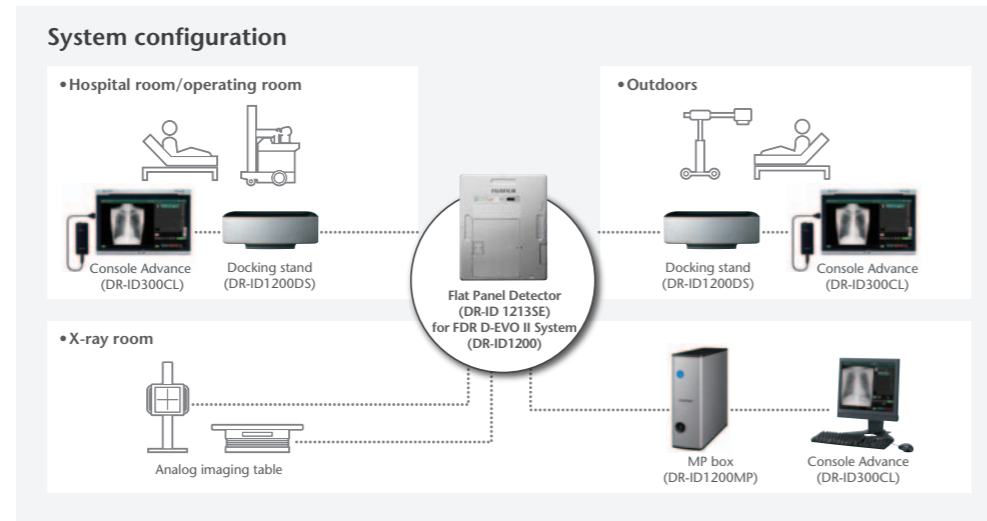 System configuration
•Hospital room/operating room
Console Advance
(DR-ID300CL)
Docking stand
(DR-ID1200DS)
FUJIFILM
Flat Panel Detector
(DR-ID 1213SE)
for FDR D-EVO II System
(DR-ID1200)
•Outdoors
Docking stand
(DR-ID1200DS)
Console Advance
(DR-ID300CL)
•X-ray room
Analog imaging table
MP box
(DR-ID1200MP)
Console Advance
(DR-ID300CL)